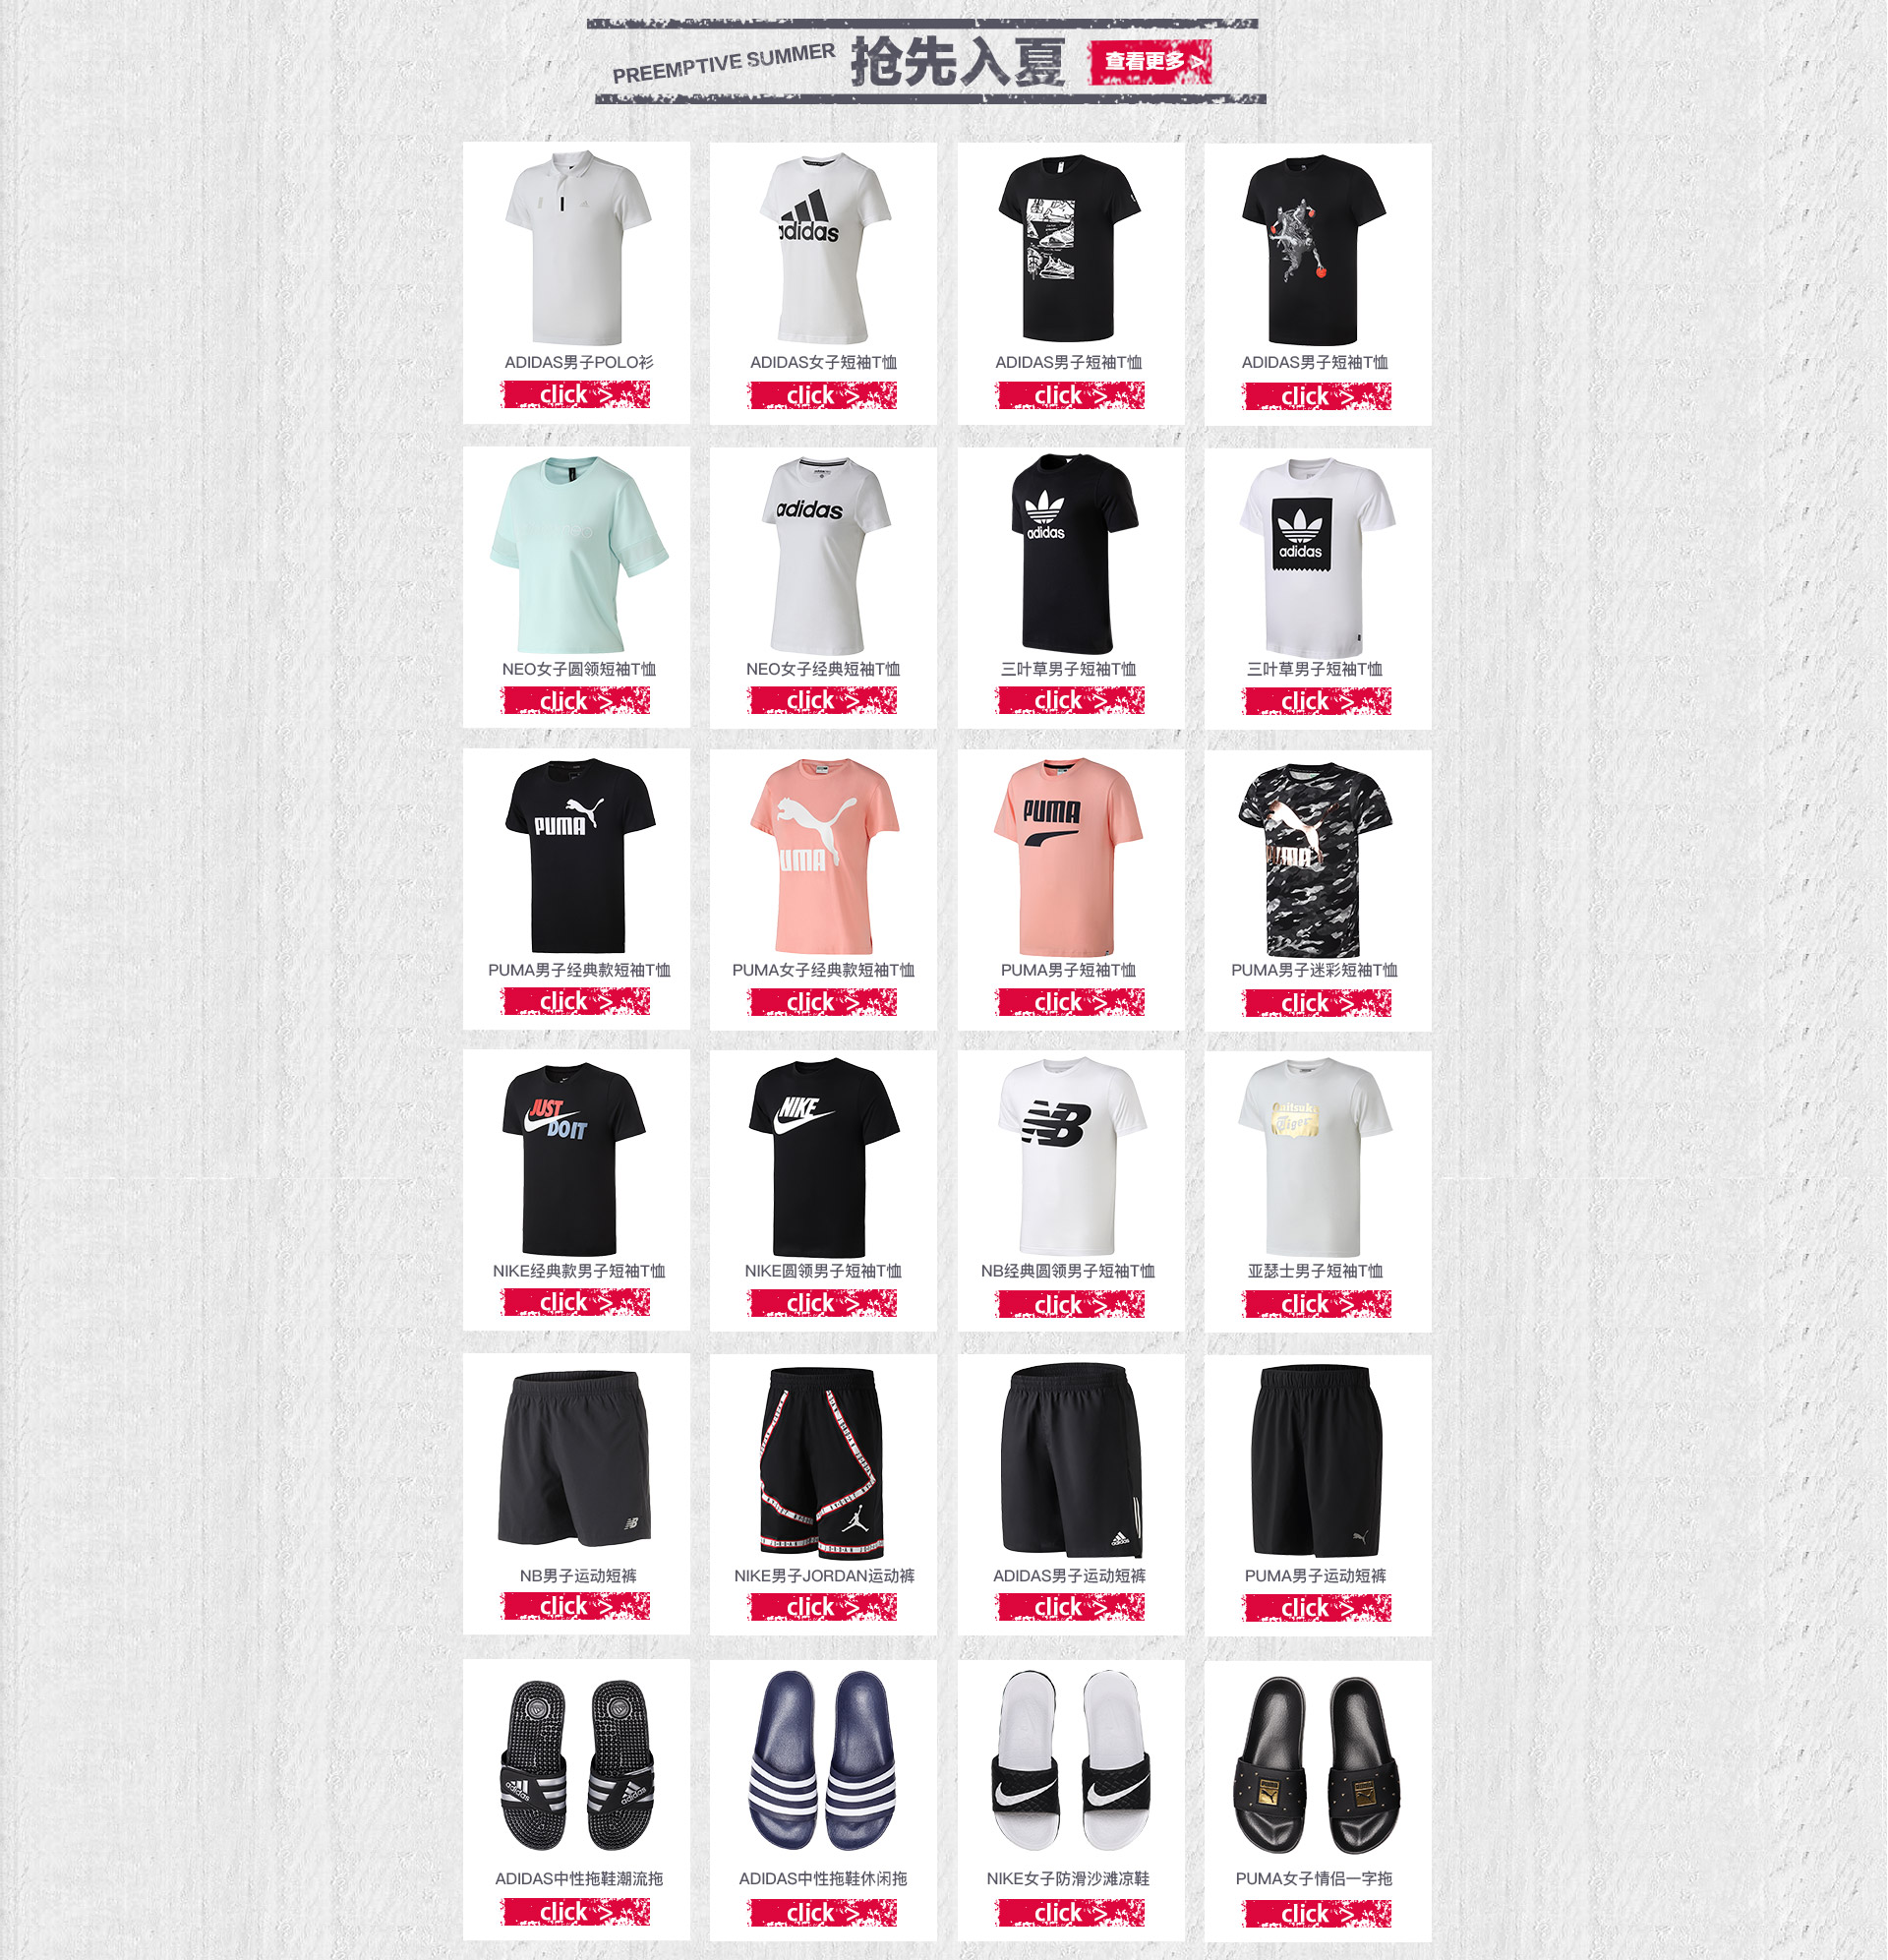 PREEMPTIVE SUMMER 抢先入夏 查看更多 >
adidas
ADIDAS男子POLO衫
ADIDAS女子短袖T恤
ADIDAS男子短袖T恤
ADIDAS男子短袖T恤
click >
click >
click >
click >
adidas
adidas
adidas
NEO女子圆领短袖T恤
NEO女子经典短袖T恤
三叶草男子短袖T恤
三叶草男子短袖T恤
click >
click >
click >
click >
PUMA
UMA
PUMA
UMA
PUMA男子经典款短袖T恤
PUMA女子经典款短袖T恤
PUMA男子短袖T恤
PUMA男子迷彩短袖T恤
click >
click >
click >
click >
JUST
DO IT
NIKE
NB
aitsuk
Tiger
NIKE经典款男子短袖T恤
NIKE圆领男子短袖T恤
NB经典圆领男子短袖T恤
亚瑟士男子短袖T恤
click >
click >
click >
click >
NB
adidas
NB男子运动短裤
NIKE男子JORDAN运动裤
ADIDAS男子运动短裤
PUMA男子运动短裤
click >
click >
click >
click >
adidas
adidas
ADIDAS中性拖鞋潮流拖
ADIDAS中性拖鞋休闲拖
NIKE女子防滑沙滩凉鞋
PUMA女子情侣一字拖
click >
click >
click >
click >